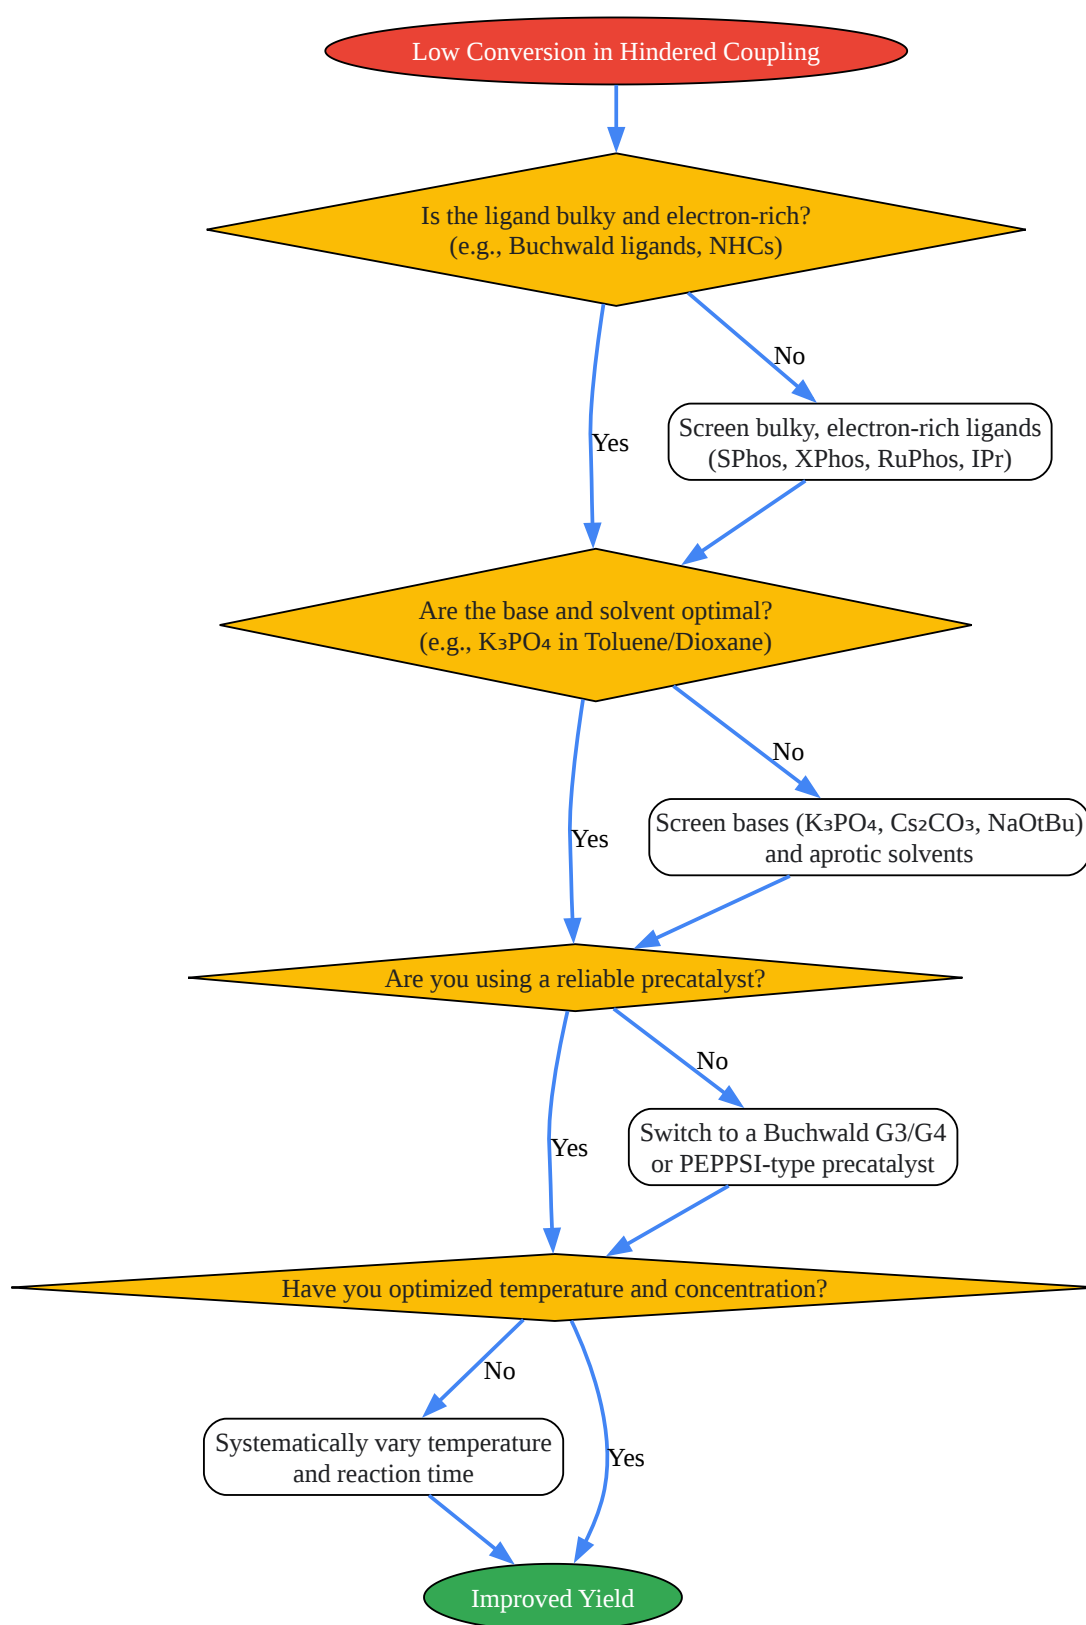 Low Conversion in Hindered Coupling
Is the ligand bulky and electron-rich?
(e.g., Buchwald ligands, NHCs)
No
Yes
Screen bulky, electron-rich ligands
(SPhos, XPhos, RuPhos, IPr)
Are the base and solvent optimal?
(e.g., K₃PO₄ in Toluene/Dioxane)
No
Yes
Screen bases (K₃PO₄, Cs₂CO₃, NaOtBu)
and aprotic solvents
Are you using a reliable precatalyst?
No
Yes
Switch to a Buchwald G3/G4
or PEPPSI-type precatalyst
Have you optimized temperature and concentration?
No
Yes
Systematically vary temperature
and reaction time
Improved Yield